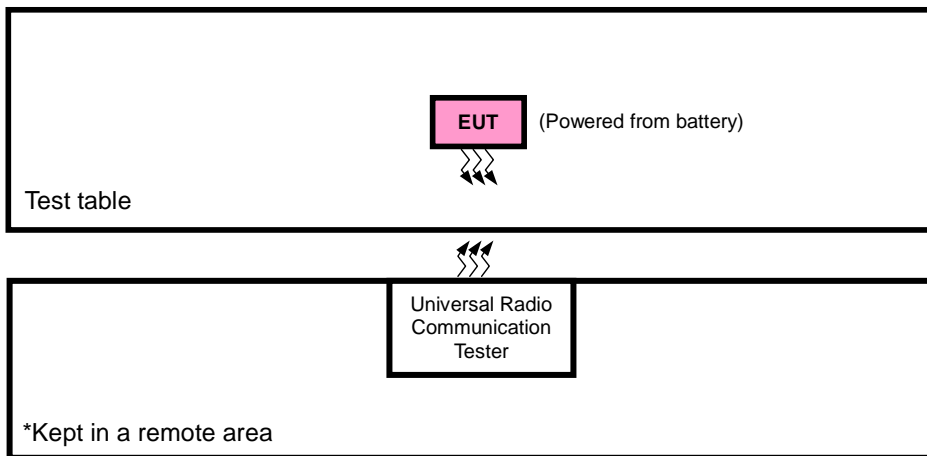 EUT
(Powered from battery)
Test table
Universal Radio
Communication
Tester
*Kept in a remote area